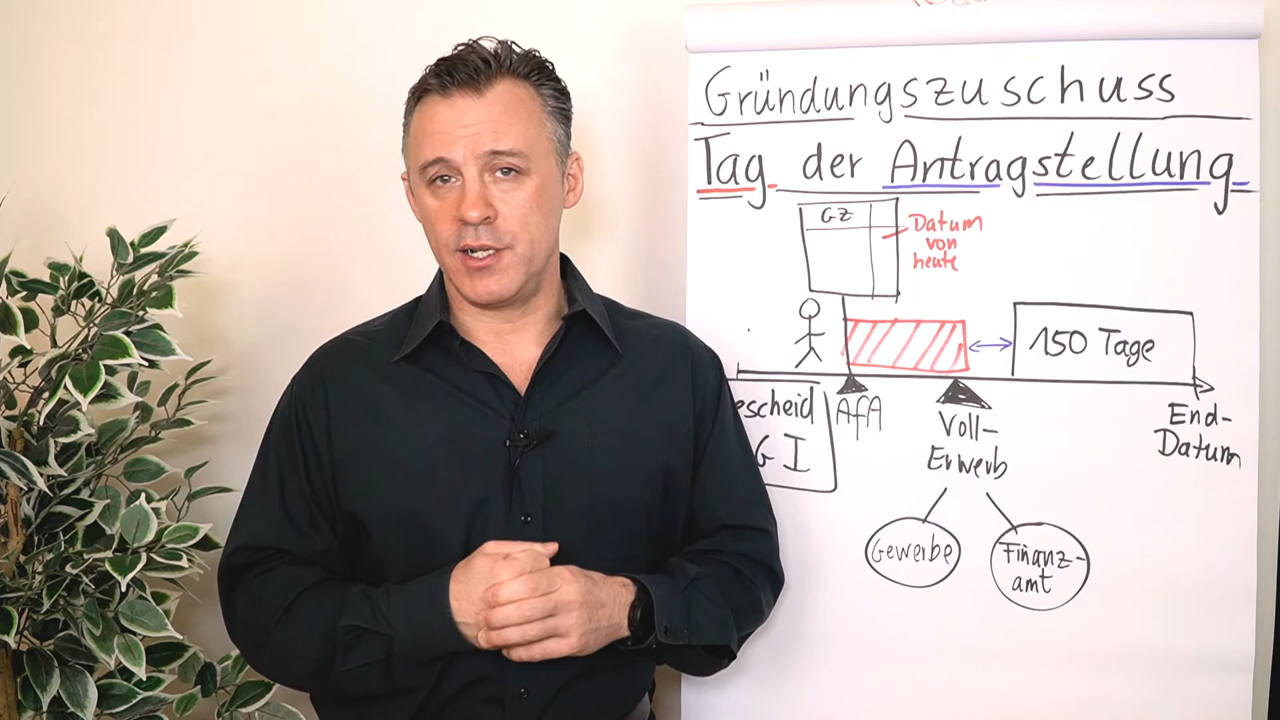 Gründungszuschuss
Tag der Antragstellung
GZ
Datum
von
heute
150 Tage
escheid
G I
AfA
Voll-
Erwerb
End-
Datum
Gewerbe
Finanz-
amt